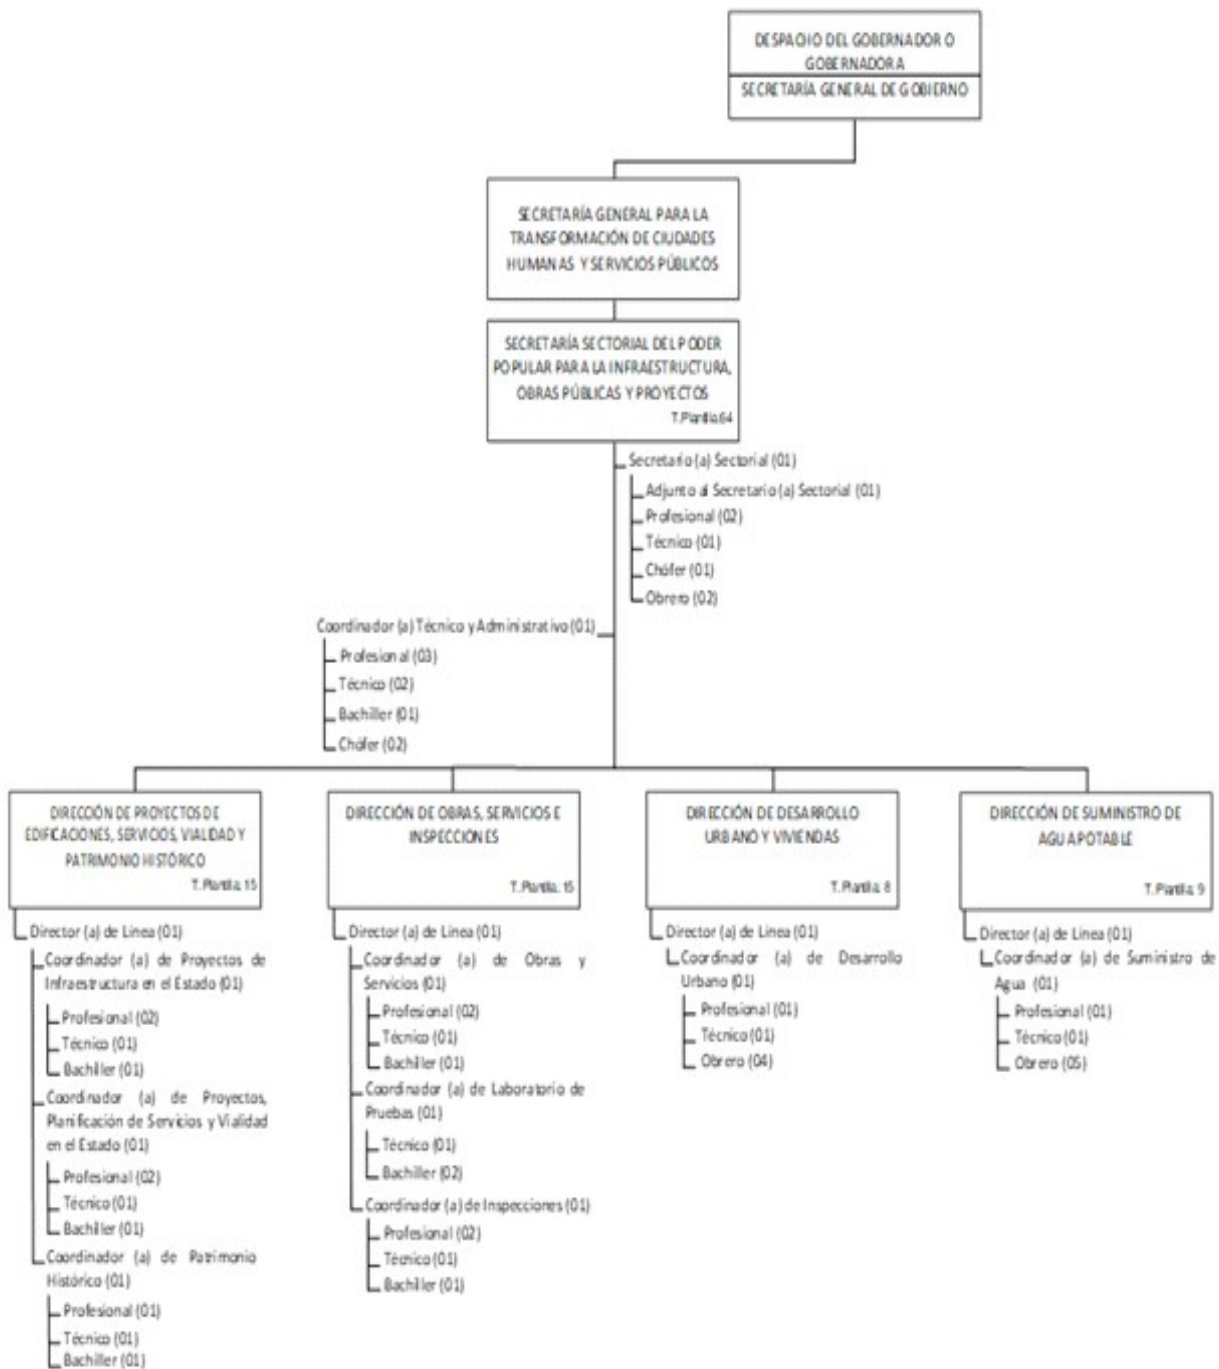 DESPACHO DEL GOBERNADOR O
GOBERNADORA
SECRETARÍA GENERAL DE GOBIERNO
SECRETARÍA GENERAL PARA LA
TRANSFORMACIÓN DE CIUDADES
HUMANAS Y SERVICIOS PÚBLICOS
SECRETARÍA SECTORIAL DEL PODER
POPULAR PARA LA INFRAESTRUCTURA,
OBRAS PÚBLICAS Y PROYECTOS
T.Plantilla:64
Secretario (a) Sectorial (01)
Adjunto al Secretario (a) Sectorial (01)
Profesional (02)
Técnico (01)
Chófer (01)
Obrero (02)
Coordinador (a) Técnico y Administrativo (01)
Profesional (03)
Técnico (02)
Bachiller (01)
Chófer (02)
DIRECCIÓN DE PROYECTOS DE
EDIFICACIONES, SERVICIOS, VIALIDAD Y
PATRIMONIO HISTÓRICO
T. Plantilla: 15
Director (a) de Línea (01)
Coordinador (a) de Proyectos de
Infraestructura en el Estado (01)
Profesional (02)
Técnico (01)
Bachiller (01)
Coordinador (a) de Proyectos,
Planificación de Servicios y Vialidad
en el Estado (01)
Profesional (02)
Técnico (01)
Bachiller (01)
Coordinador (a) de Patrimonio
Histórico (01)
Profesional (01)
Técnico (01)
Bachiller (01)
DIRECCIÓN DE OBRAS, SERVICIOS E
INSPECCIONES
T. Plantilla: 15
Director (a) de Línea (01)
Coordinador (a) de Obras y
Servicios (01)
Profesional (02)
Técnico (01)
Bachiller (01)
Coordinador (a) de Laboratorio de
Pruebas (01)
Técnico (01)
Bachiller (02)
Coordinador (a) de Inspecciones (01)
Profesional (02)
Técnico (01)
Bachiller (01)
DIRECCIÓN DE DESARROLLO
URBANO Y VIVIENDAS
T. Plantilla: 8
Director (a) de Línea (01)
Coordinador (a) de Desarrollo
Urbano (01)
Profesional (01)
Técnico (01)
Obrero (04)
DIRECCIÓN DE SUMINISTRO DE
AGUA POTABLE
T. Plantilla: 9
Director (a) de Línea (01)
Coordinador (a) de Suministro de
Agua (01)
Profesional (01)
Técnico (01)
Obrero (05)